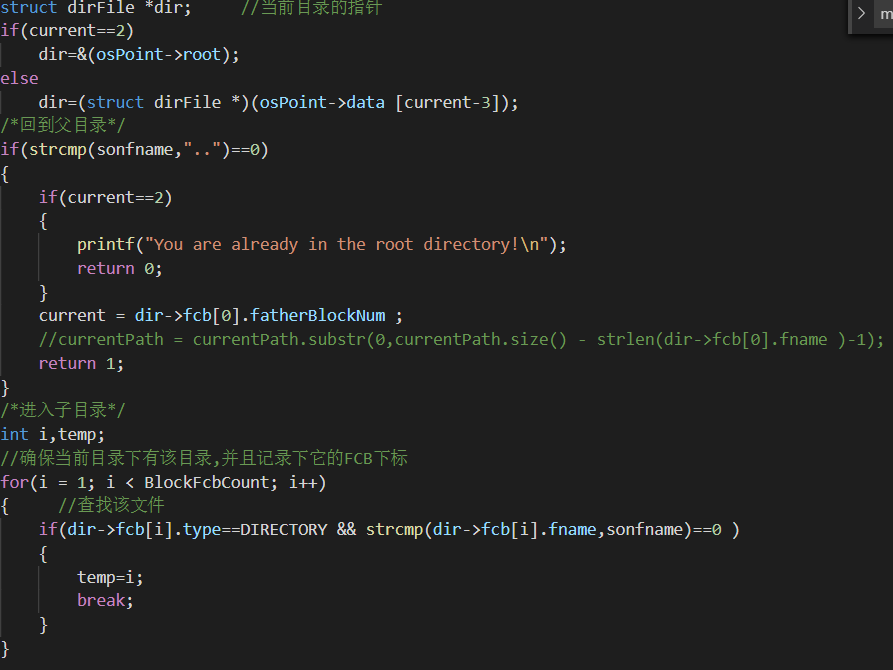 struct dirFile *dir;     //当前目录的指针
if(current==2)
    dir=&(osPoint->root);
else
    dir=(struct dirFile *)(osPoint->data [current-3]);
/*回到父目录*/
if(strcmp(sonfname,"..")==0)
{
    if(current==2)
    {
        printf("You are already in the root directory!\n");
        return 0;
    }
    current = dir->fcb[0].fatherBlockNum ;
    //currentPath = currentPath.substr(0,currentPath.size() - strlen(dir->fcb[0].fname )-1);
    return 1;
}
/*进入子目录*/
int i,temp;
//确保当前目录下有该目录,并且记录下它的FCB下标
for(i = 1; i < BlockFcbCount; i++)
{     //查找该文件
    if(dir->fcb[i].type==DIRECTORY && strcmp(dir->fcb[i].fname,sonfname)==0 )
    {
        temp=i;
        break;
    }
}